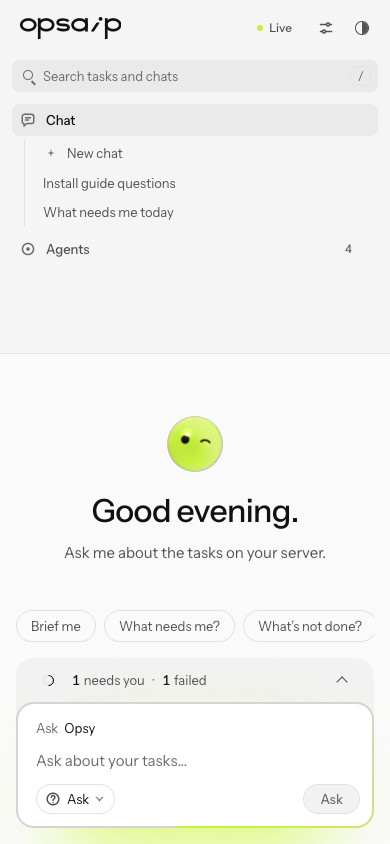 opsaip
Live
Search tasks and chats /
Chat
+ New chat
Install guide questions
What needs me today
Agents 4
Good evening.
Ask me about the tasks on your server.
Brief me What needs me? What's not done?
1 needs you · 1 failed
Ask Opsy
Ask about your tasks...
Ask Ask